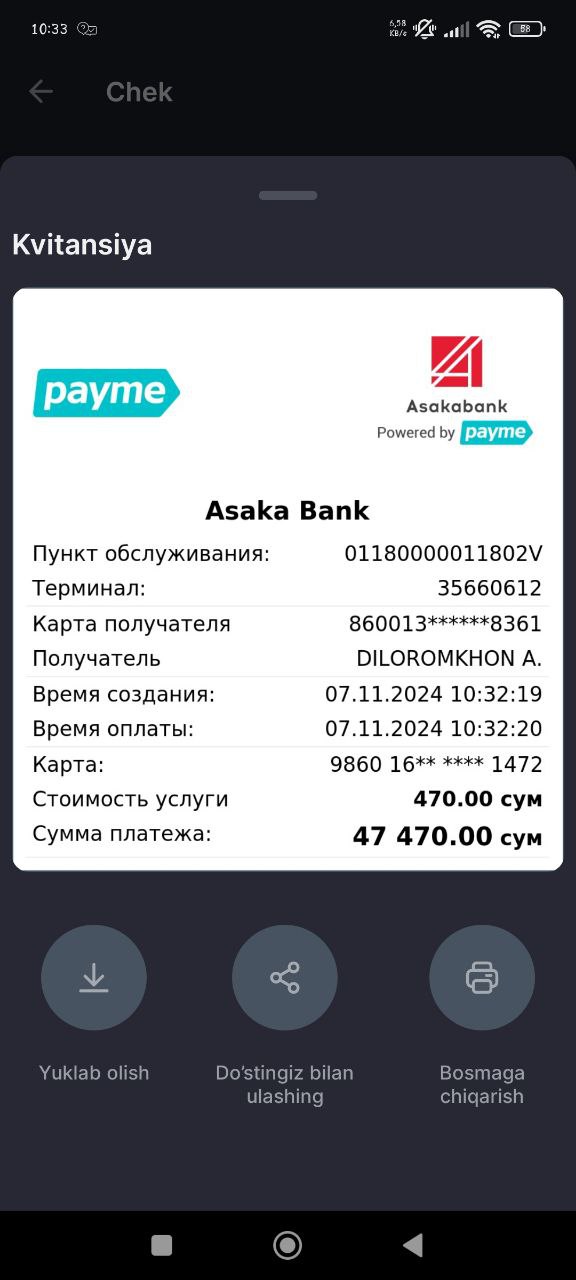 10:33
6,58 KB/s
58
Chek
Kvitansiya
payme
Asakabank
Powered by payme
Asaka Bank
Пункт обслуживания: 01180000011802V
Терминал: 35660612
Карта получателя 860013******8361
Получатель DILOROMKHON A.
Время создания: 07.11.2024 10:32:19
Время оплаты: 07.11.2024 10:32:20
Карта: 9860 16** **** 1472
Стоимость услуги 470.00 сум
Сумма платежа: 47 470.00 сум
Yuklab olish
Do‘stingiz bilan ulashing
Bosmaga chiqarish